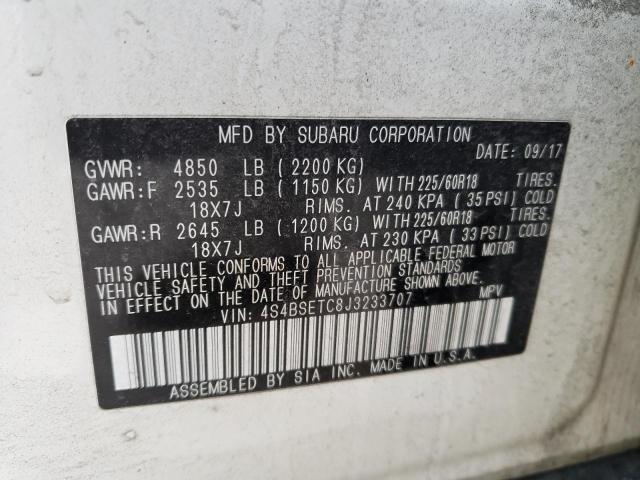 MFD BY SUBARU CORPORATION
DATE: 09/17
GVWR: 4850 LB ( 2200 KG)
GAWR:F 2535 LB ( 1150 KG) WITH 225/60R18 TIRES.
18X7J RIMS. AT 240 KPA ( 35 PSI) COLD
GAWR:R 2645 LB ( 1200 KG) WITH 225/60R18 TIRES.
18X7J RIMS. AT 230 KPA ( 33 PSI) COLD
THIS VEHICLE CONFORMS TO ALL APPLICABLE FEDERAL MOTOR
VEHICLE SAFETY AND THEFT PREVENTION STANDARDS
IN EFFECT ON THE DATE OF MANUFACTURE SHOWN ABOVE.
VIN: 4S4BSETC8J3233707 MPV
ASSEMBLED BY SIA INC. MADE IN U.S.A.